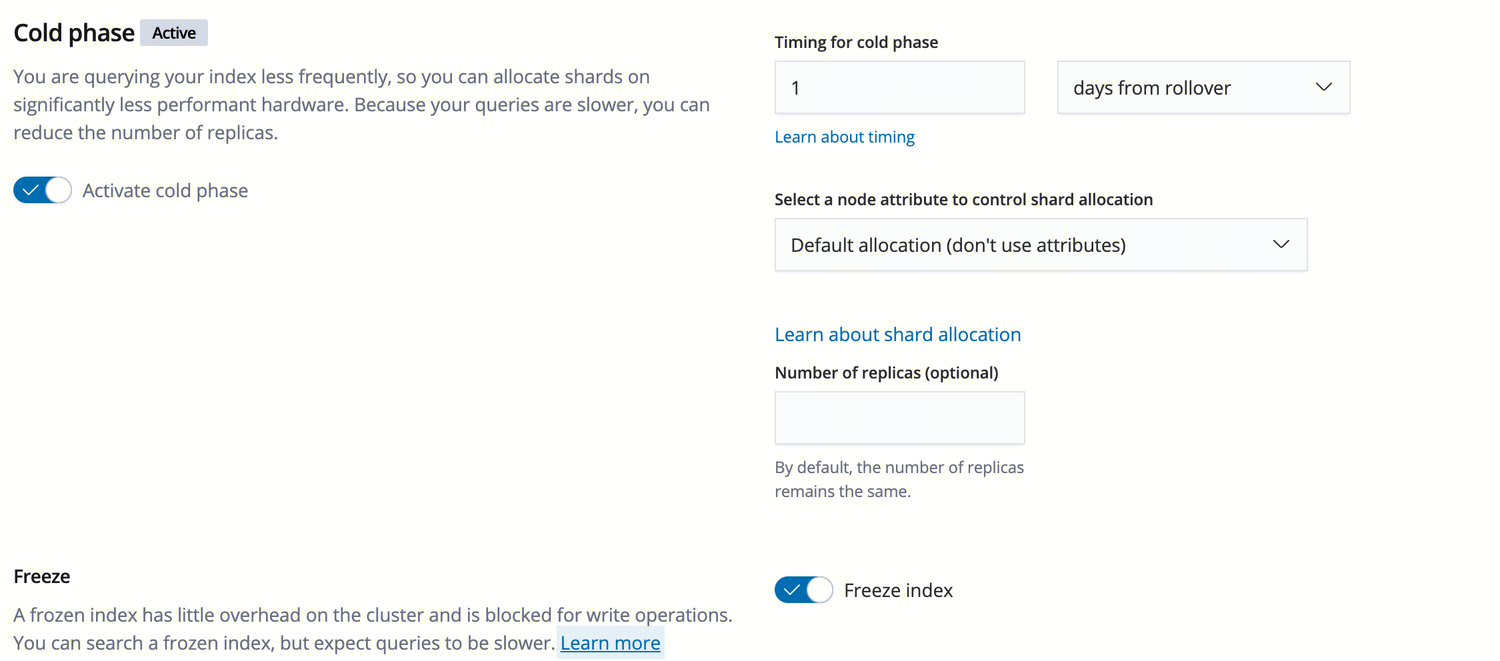 Cold phase Active
You are querying your index less frequently, so you can allocate shards on
significantly less performant hardware. Because your queries are slower, you can
reduce the number of replicas.
Activate cold phase
Timing for cold phase
1 days from rollover
Learn about timing
Select a node attribute to control shard allocation
Default allocation (don't use attributes)
Learn about shard allocation
Number of replicas (optional)
By default, the number of replicas
remains the same.
Freeze
A frozen index has little overhead on the cluster and is blocked for write operations.
You can search a frozen index, but expect queries to be slower. Learn more
Freeze index